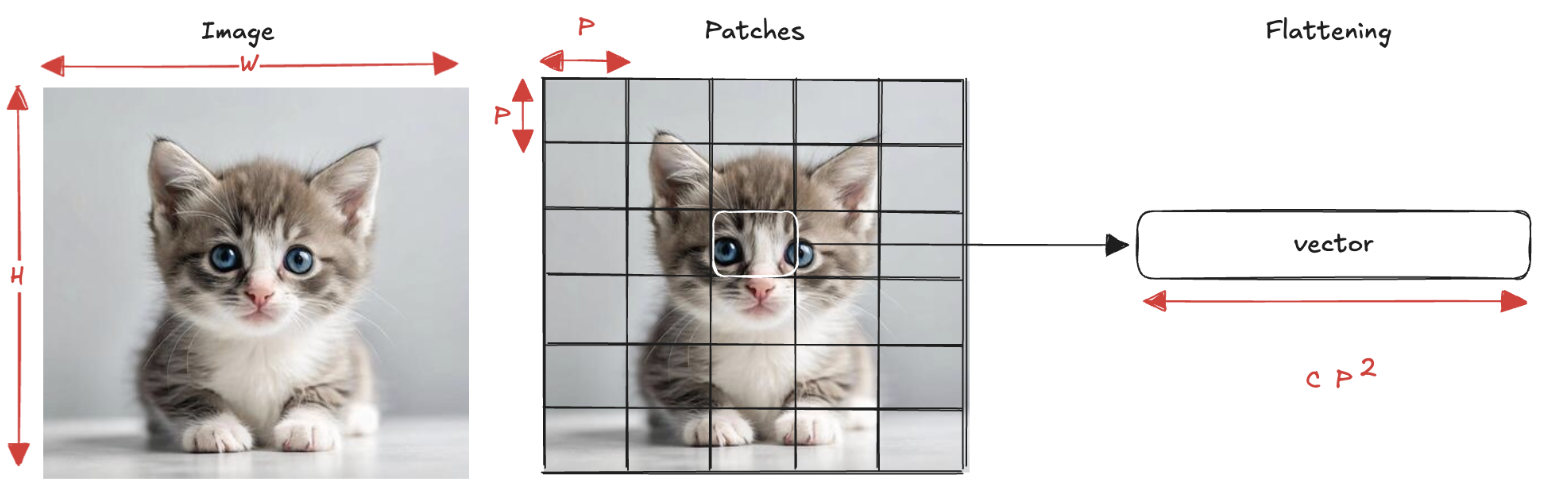 Image
Patches
Flattening
W
P
P
H
vector
C P²